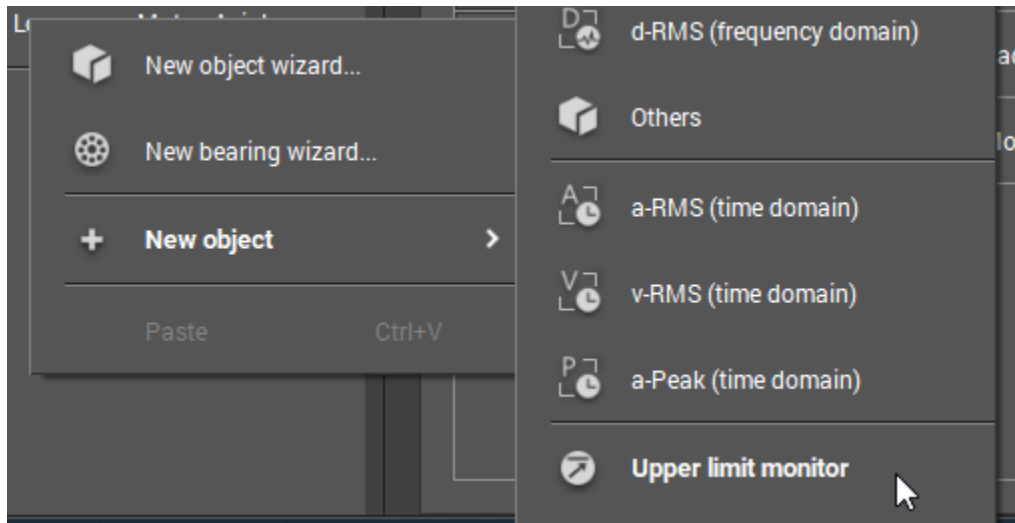 New object wizard...
New bearing wizard...
New object
Paste Ctrl+V
d-RMS (frequency domain)
Others
a-RMS (time domain)
v-RMS (time domain)
a-Peak (time domain)
Upper limit monitor